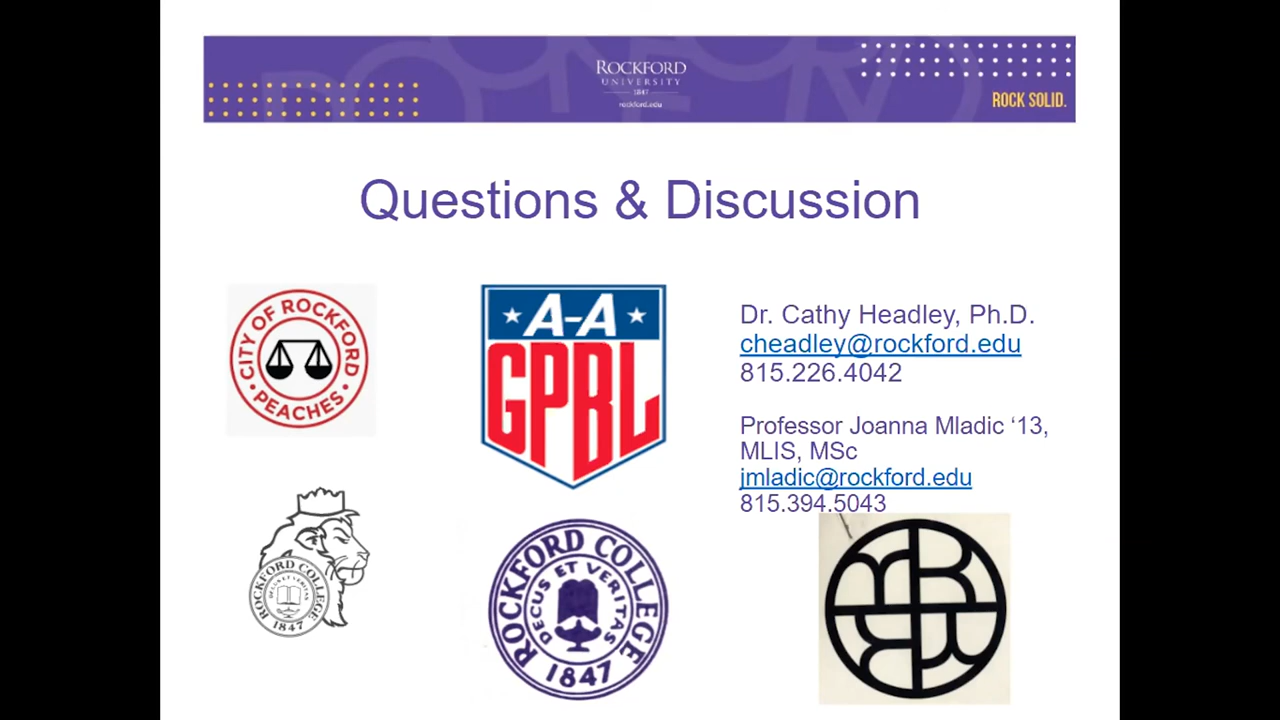 ROCKFORD
UNIVERSITY
1847
rockford.edu
ROCK SOLID.
Questions & Discussion
CITY OF ROCKFORD
• PEACHES •
A-A
GPBL
Dr. Cathy Headley, Ph.D.
cheadley@rockford.edu
815.226.4042
Professor Joanna Mladic ‘13,
MLIS, MSc
jmladic@rockford.edu
815.394.5043
ROCKFORD COLLEGE
1847
ROCKFORD COLLEGE
DECUS ET VERITAS
1847